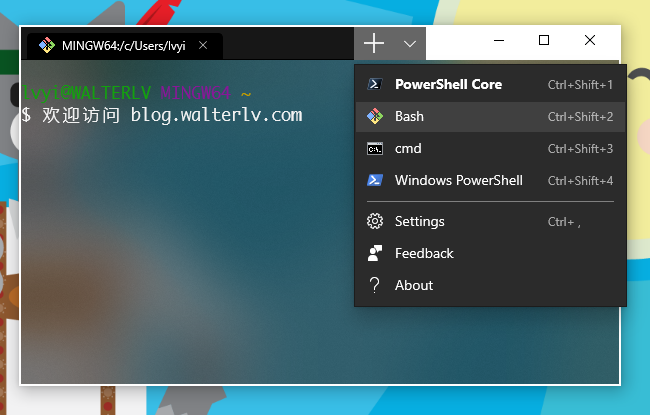 MINGW64:/c/Users/lvyi
lvyi@WALTERLV MINGW64 ~
$ 欢迎访问 blog.walterlv.com
PowerShell Core Ctrl+Shift+1
Bash Ctrl+Shift+2
cmd Ctrl+Shift+3
Windows PowerShell Ctrl+Shift+4
Settings Ctrl+ ,
Feedback
About